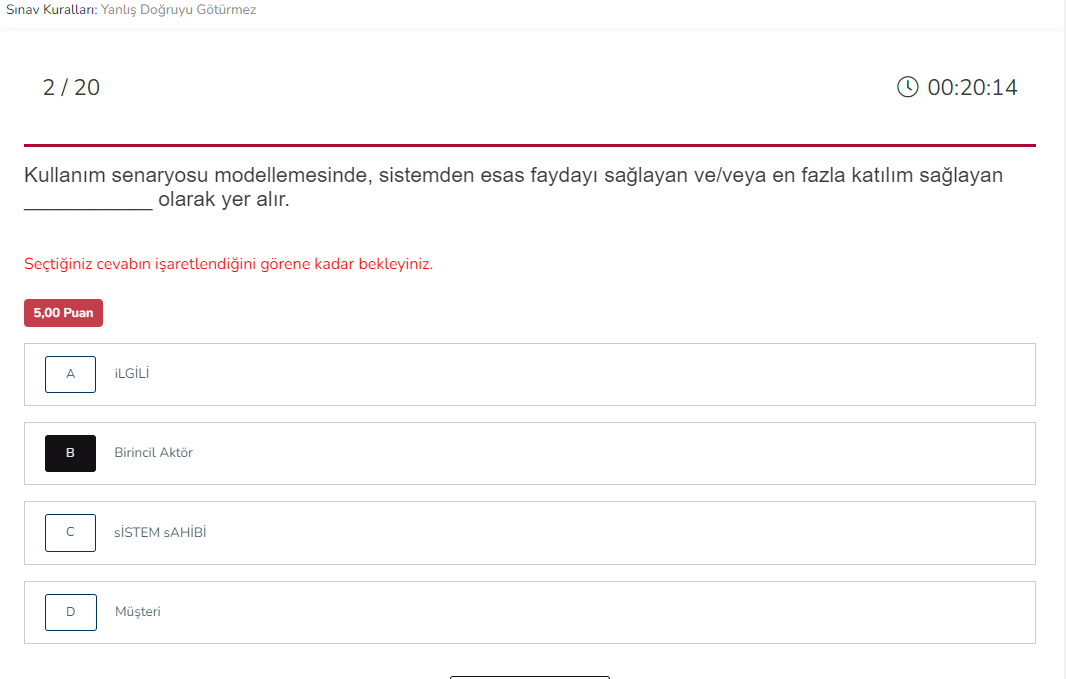 Sınav Kuralları: Yanlış Doğruyu Götürmez
2 / 20
00:20:14
Kullanım senaryosu modellemesinde, sistemden esas faydayı sağlayan ve/veya en fazla katılım sağlayan
____________ olarak yer alır.
Seçtiğiniz cevabın işaretlendiğini görene kadar bekleyiniz.
5,00 Puan
A iLGİLİ
B Birincil Aktör
C sİSTEM sAHİBİ
D Müşteri